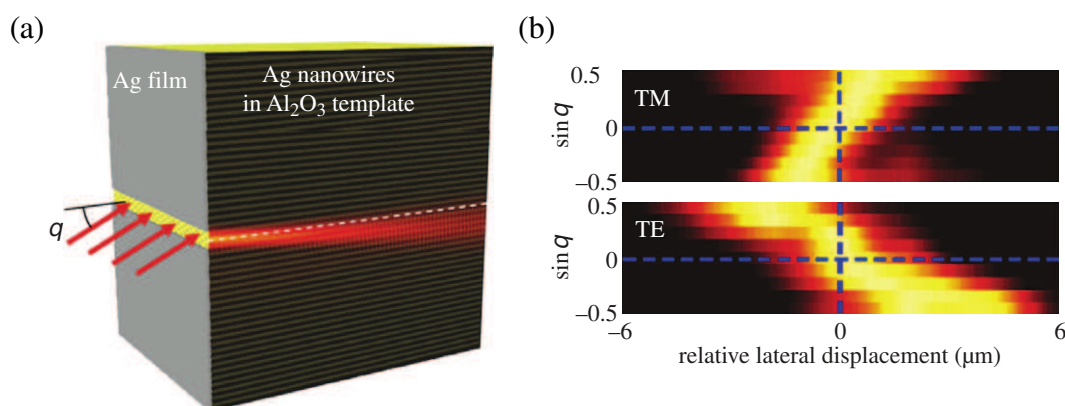 (a)
Ag film
Ag nanowires
in Al₂O₃ template
q
(b)
TM
sin q
0.5
0
–0.5
TE
sin q
0.5
0
–0.5
–6
0
6
relative lateral displacement (μm)